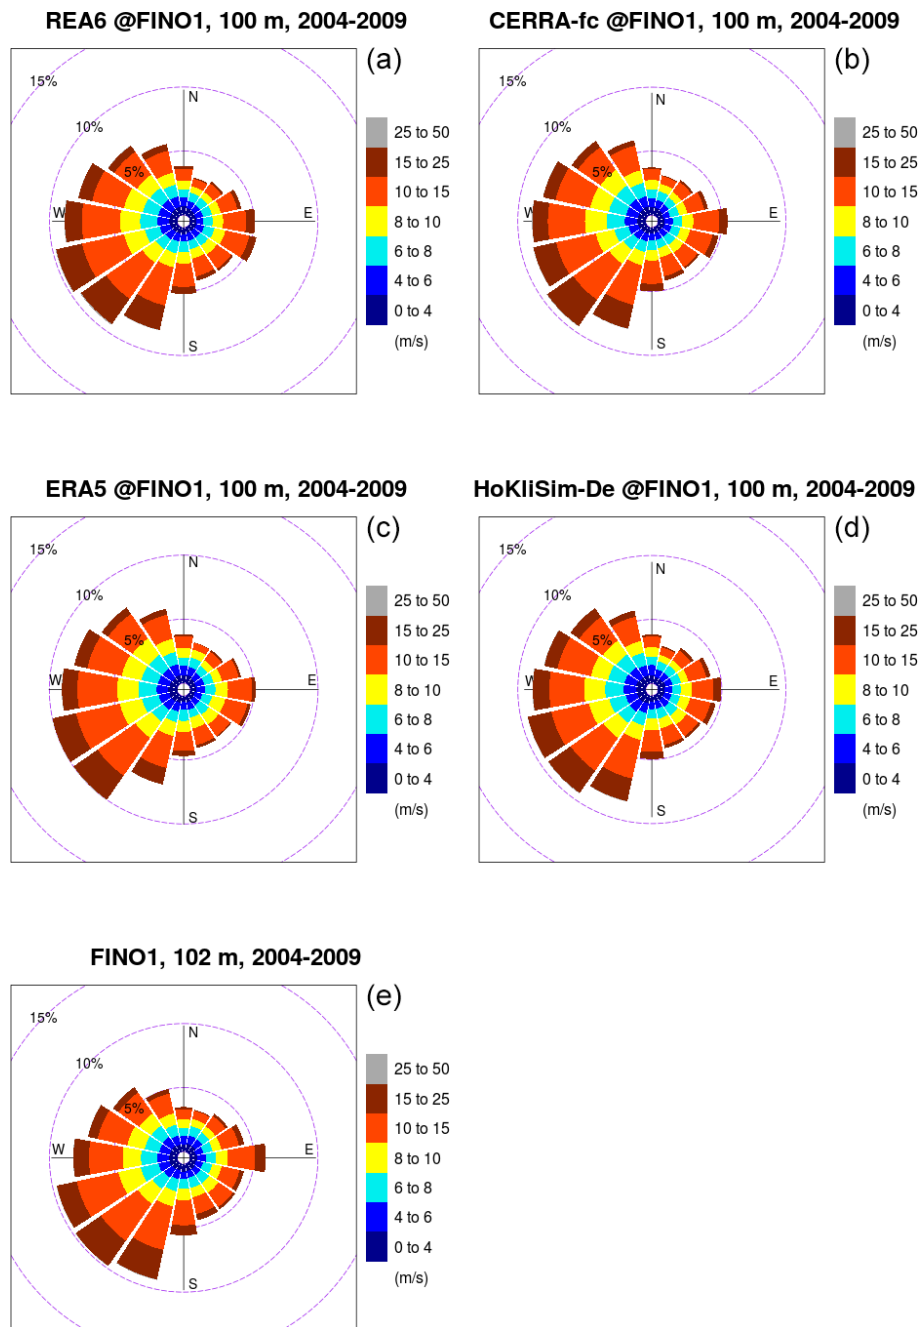 REA6 @FINO1, 100 m, 2004-2009
(a)
15%
10%
5%
N
W
E
S
25 to 50
15 to 25
10 to 15
8 to 10
6 to 8
4 to 6
0 to 4
(m/s)
CERRA-fc @FINO1, 100 m, 2004-2009
(b)
15%
10%
5%
N
W
E
S
25 to 50
15 to 25
10 to 15
8 to 10
6 to 8
4 to 6
0 to 4
(m/s)
ERA5 @FINO1, 100 m, 2004-2009
(c)
15%
10%
5%
N
W
E
S
25 to 50
15 to 25
10 to 15
8 to 10
6 to 8
4 to 6
0 to 4
(m/s)
HoKliSim-De @FINO1, 100 m, 2004-2009
(d)
15%
10%
5%
N
W
E
S
25 to 50
15 to 25
10 to 15
8 to 10
6 to 8
4 to 6
0 to 4
(m/s)
FINO1, 102 m, 2004-2009
(e)
15%
10%
5%
N
W
E
S
25 to 50
15 to 25
10 to 15
8 to 10
6 to 8
4 to 6
0 to 4
(m/s)